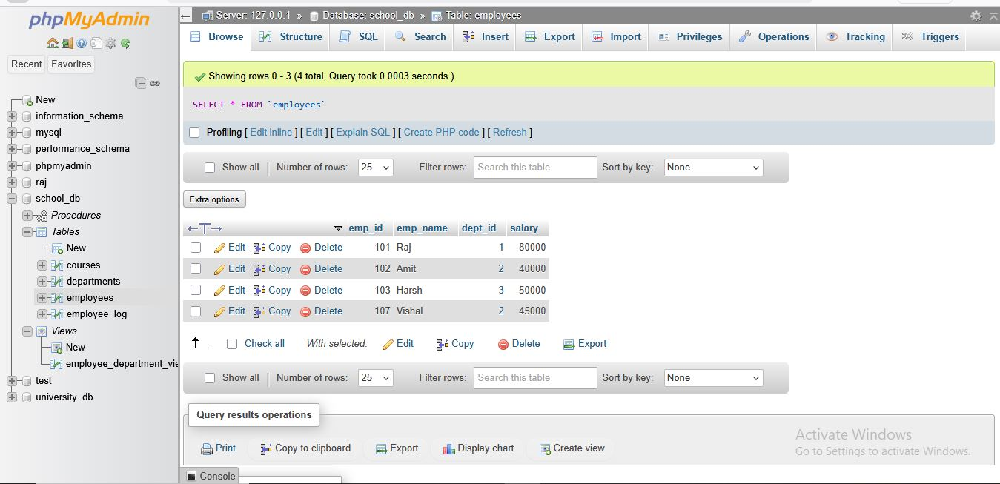 phpMyAdmin
Recent Favorites
New
information_schema
mysql
performance_schema
phpmyadmin
raj
school_db
Procedures
Tables
New
courses
departments
employees
employee_log
Views
New
employee_department_vie
test
university_db
Server: 127.0.0.1 » Database: school_db » Table: employees
Browse Structure SQL Search Insert Export Import Privileges Operations Tracking Triggers
Showing rows 0 - 3 (4 total, Query took 0.0003 seconds.)
SELECT * FROM `employees`
Profiling [ Edit inline ] [ Edit ] [ Explain SQL ] [ Create PHP code ] [ Refresh ]
Show all | Number of rows: 25 Filter rows: Search this table Sort by key: None
Extra options
←T→ emp_id emp_name dept_id salary
Edit Copy Delete 101 Raj 1 80000
Edit Copy Delete 102 Amit 2 40000
Edit Copy Delete 103 Harsh 3 50000
Edit Copy Delete 107 Vishal 2 45000
Check all With selected: Edit Copy Delete Export
Show all | Number of rows: 25 Filter rows: Search this table Sort by key: None
Query results operations
Print Copy to clipboard Export Display chart Create view
Activate Windows
Go to Settings to activate Windows.
Console